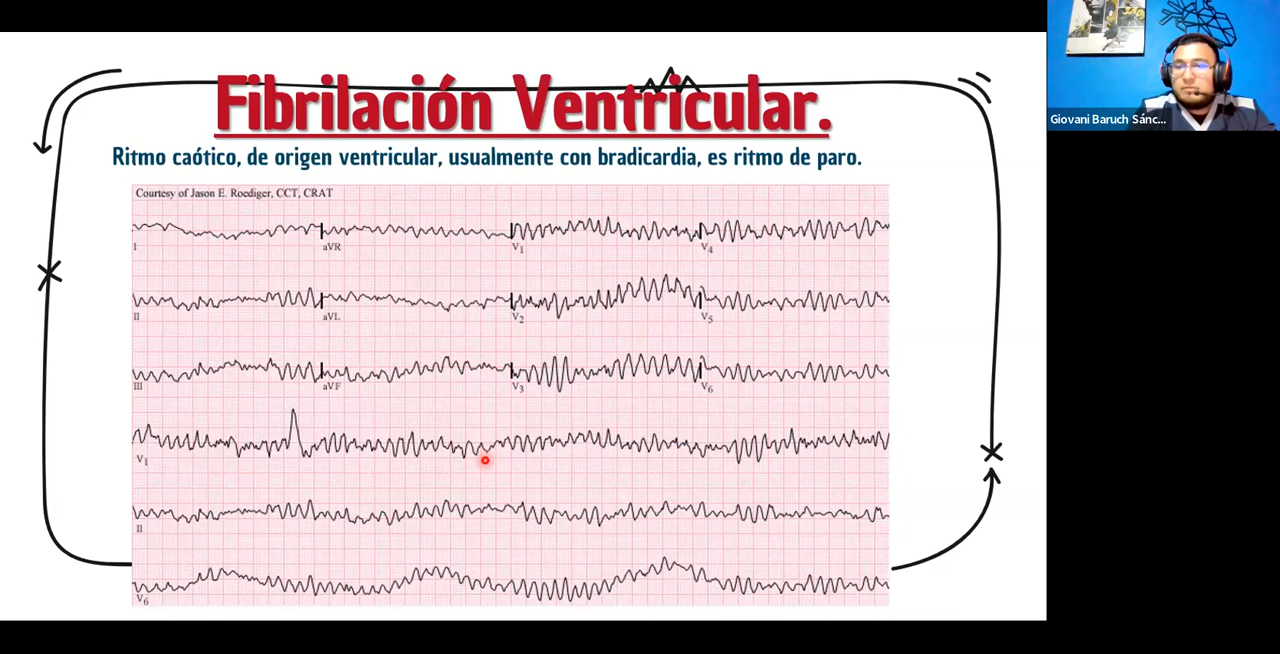 Fibrilación Ventricular.
Ritmo caótico, de origen ventricular, usualmente con bradicardia, es ritmo de paro.
Giovani Baruch Sánc...
Courtesy of Jason E. Roediger, CCT, CRAT
I aVR V1 V4
II aVL V2 V5
III aVF V3 V6
V1
II
V6